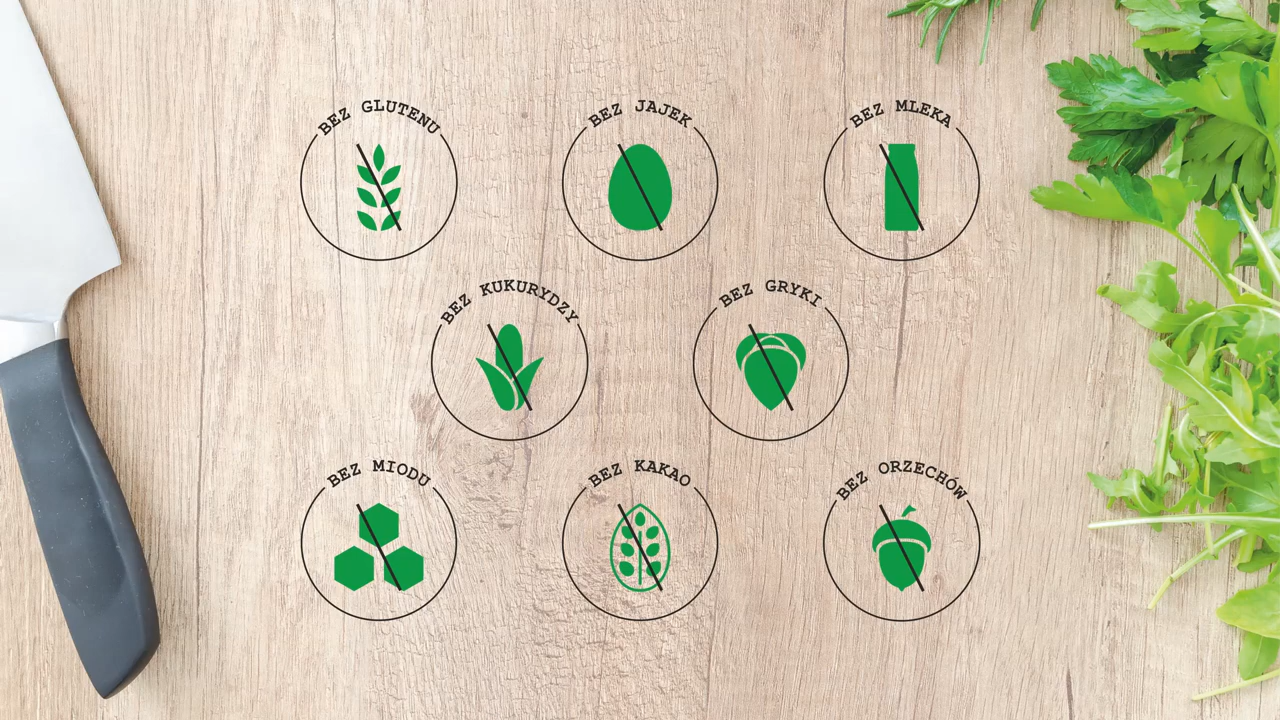 BEZ GLUTENU
BEZ JAJEK
BEZ MLEKA
BEZ KUKURYDZY
BEZ GRYKI
BEZ MIODU
BEZ KAKAO
BEZ ORZECHÓW